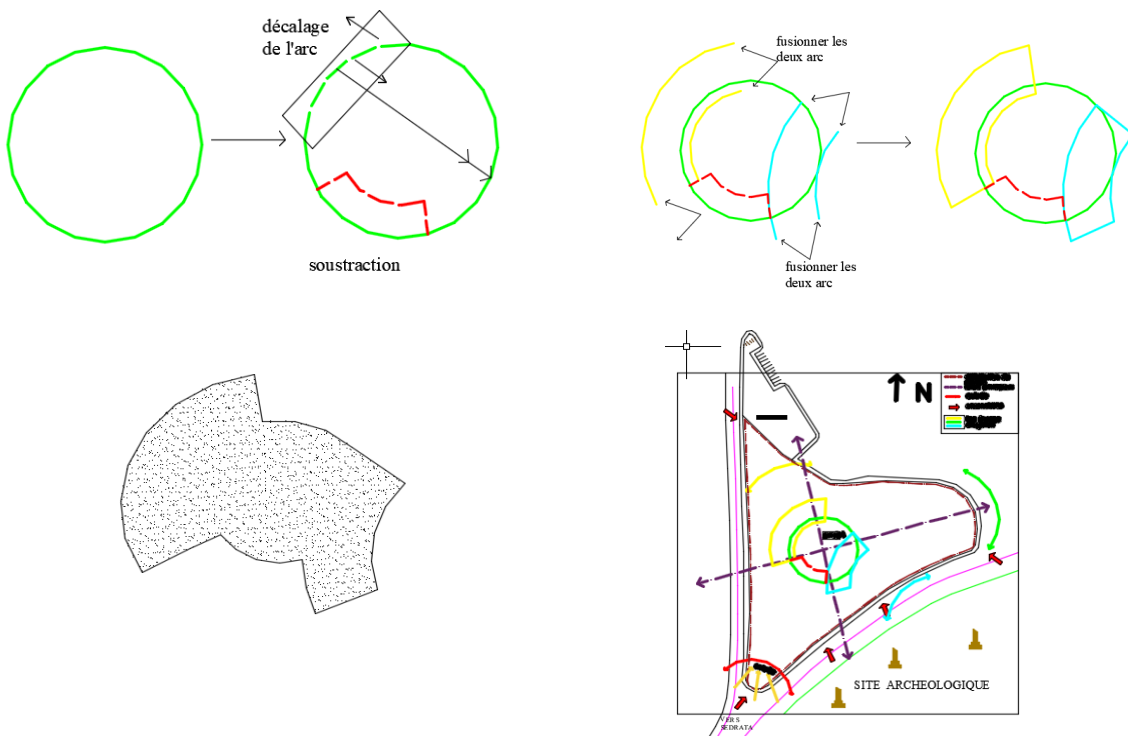 décalage
de l'arc
soustraction
fusionner les
deux arc
fusionner les
deux arc
N
SITE ARCHEOLOGIQUE
VERS
SEDRATA